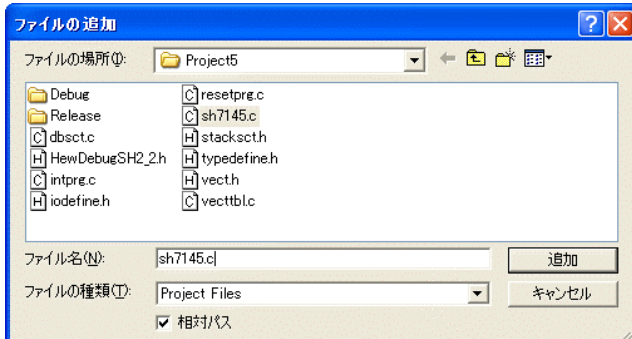 ファイルの追加
ファイルの場所(I):
Project5
Debug
Release
dbsct.c
HewDebugSH2_2.h
intprg.c
iodefine.h
resetprg.c
sh7145.c
stacksct.h
typedefine.h
vect.h
vecttbl.c
ファイル名(N):
sh7145.c
追加
ファイルの種類(T):
Project Files
キャンセル
相対パス